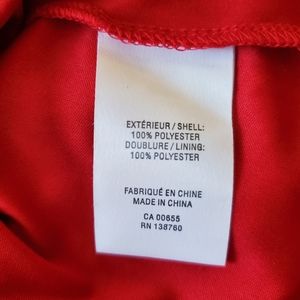 EXTÉRIEUR / SHELL:
100% POLYESTER
DOUBLURE / LINING:
100% POLYESTER
FABRIQUÉ EN CHINE
MADE IN CHINA
CA 00655
RN 138760